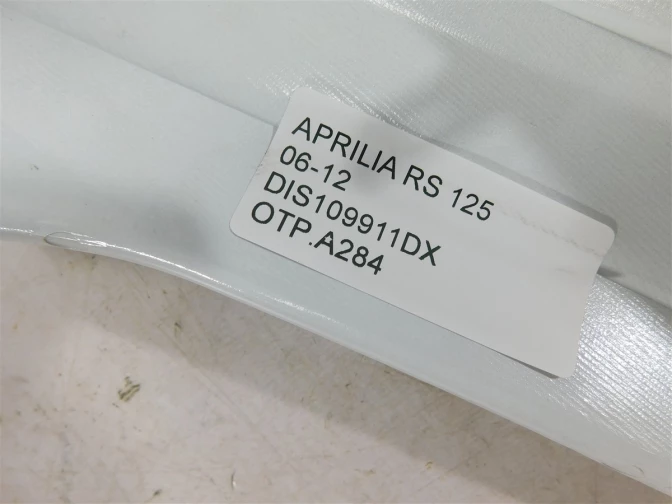 APRILIA RS 125
06-12
DIS109911DX
OTP.A284